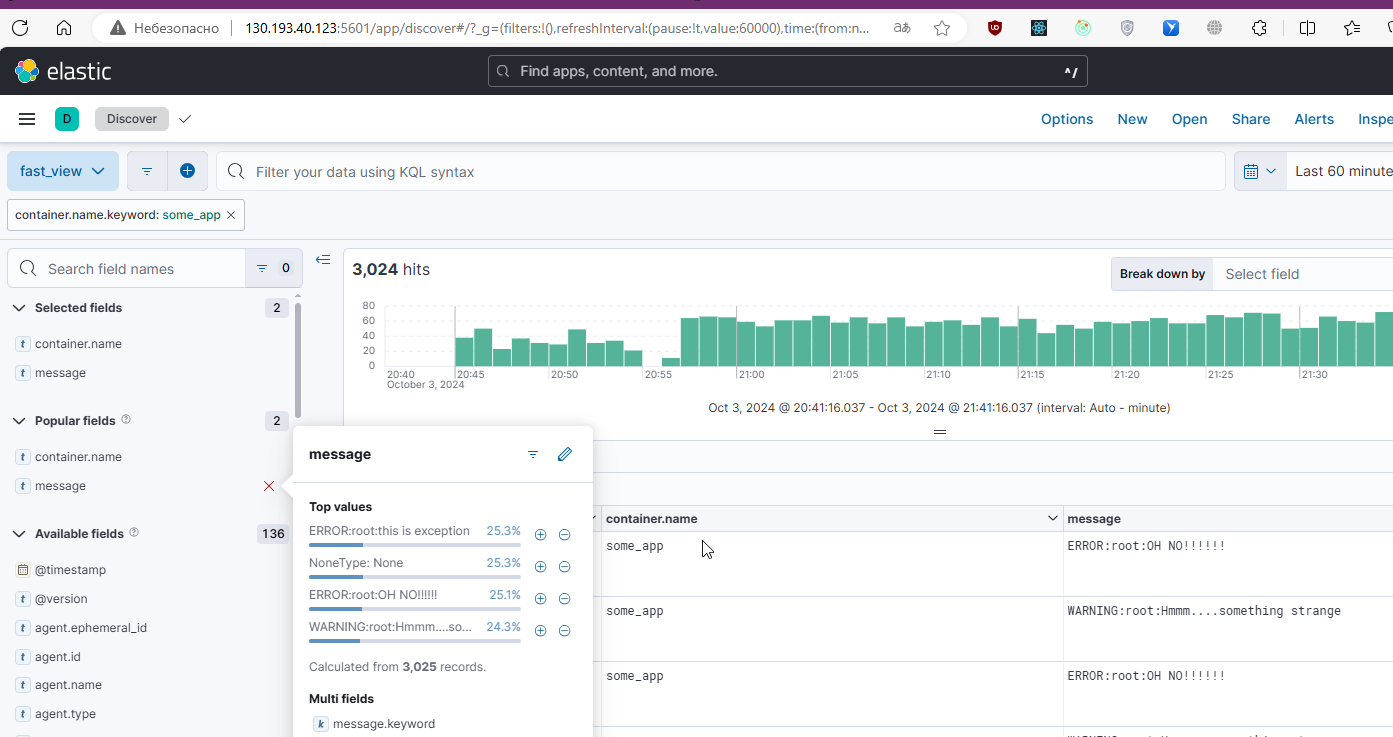 Небезопасно 130.193.40.123:5601/app/discover#/?_g=(filters:!(),refreshInterval:(pause:!t,value:60000),time:(from:n...
elastic
Find apps, content, and more.
^/
D Discover
Options New Open Share Alerts Inspe
fast_view
Filter your data using KQL syntax
Last 60 minute
container.name.keyword: some_app
Search field names 0
Selected fields 2
t container.name
t message
Popular fields 2
t container.name
t message
Available fields 136
@timestamp
t @version
t agent.ephemeral_id
t agent.id
t agent.name
t agent.type
3,024 hits
Break down by Select field
80
60
40
20
0
20:40 20:45 20:50 20:55 21:00 21:05 21:10 21:15 21:20 21:25 21:30
October 3, 2024
Oct 3, 2024 @ 20:41:16.037 - Oct 3, 2024 @ 21:41:16.037 (interval: Auto - minute)
message
Top values
ERROR:root:this is exception 25.3%
NoneType: None 25.3%
ERROR:root:OH NO!!!!!! 25.1%
WARNING:root:Hmmm....so... 24.3%
Calculated from 3,025 records.
Multi fields
k message.keyword
container.name message
some_app ERROR:root:OH NO!!!!!!
some_app WARNING:root:Hmmm....something strange
some_app ERROR:root:OH NO!!!!!!